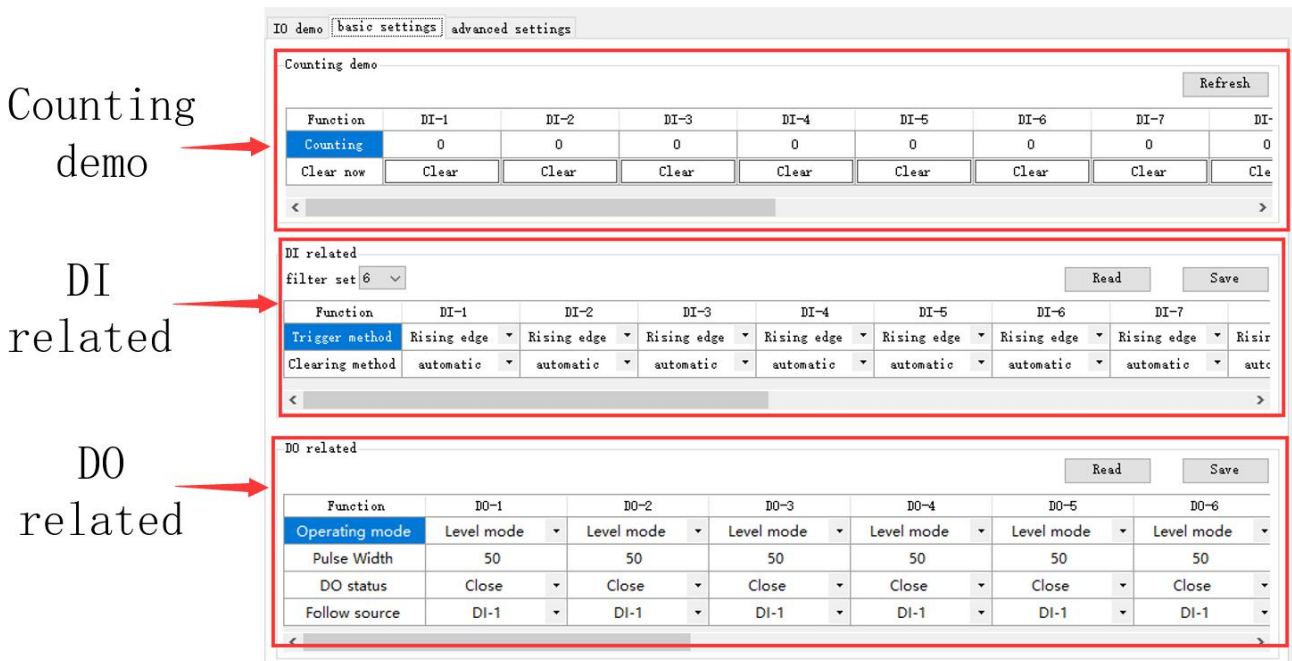 IO demo basic settings advanced settings
Counting demo
Refresh
Function DI-1 DI-2 DI-3 DI-4 DI-5 DI-6 DI-7 DI-
Counting 0 0 0 0 0 0 0 0
Clear now Clear Clear Clear Clear Clear Clear Clear Cle
Counting
demo
DI related
filter set 6 Read Save
Function DI-1 DI-2 DI-3 DI-4 DI-5 DI-6 DI-7
Trigger method Rising edge Rising edge Rising edge Rising edge Rising edge Rising edge Rising edge Risir
Clearing method automatic automatic automatic automatic automatic automatic automatic autc
DI
related
DO related
Read Save
Function DO-1 DO-2 DO-3 DO-4 DO-5 DO-6
Operating mode Level mode Level mode Level mode Level mode Level mode Level mode
Pulse Width 50 50 50 50 50 50
DO status Close Close Close Close Close Close
Follow source DI-1 DI-1 DI-1 DI-1 DI-1 DI-1
DO
related